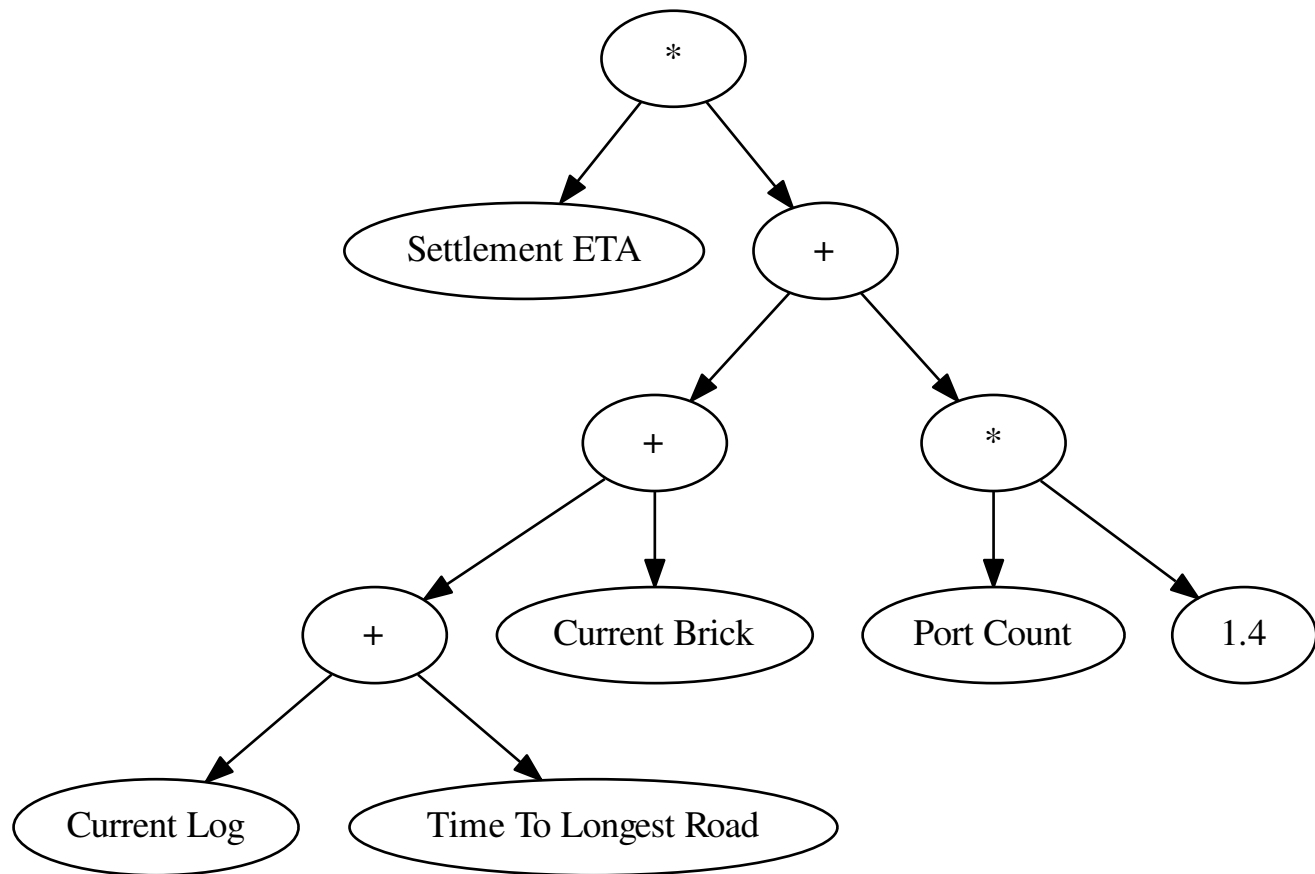 *
Settlement ETA
+
+
*
+
Current Brick
Port Count
1.4
Current Log
Time To Longest Road